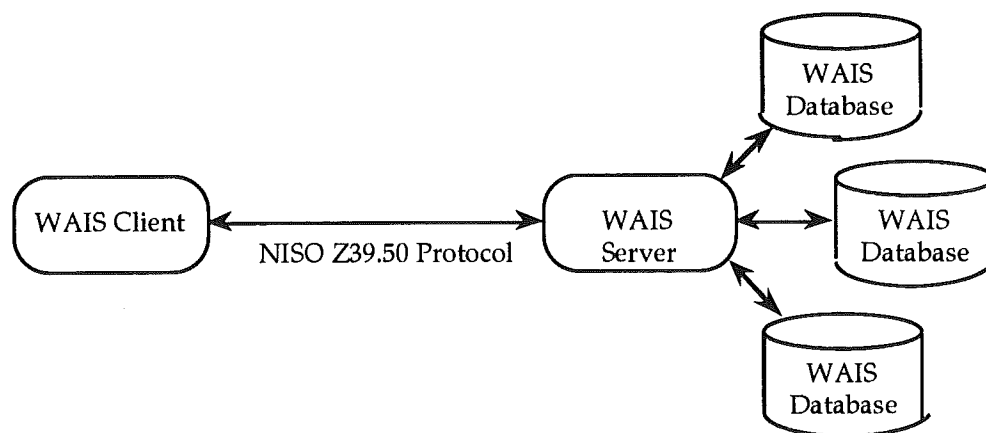 WAIS
Database
WAIS Client
NISO Z39.50 Protocol
WAIS
Server
WAIS
Database
WAIS
Database